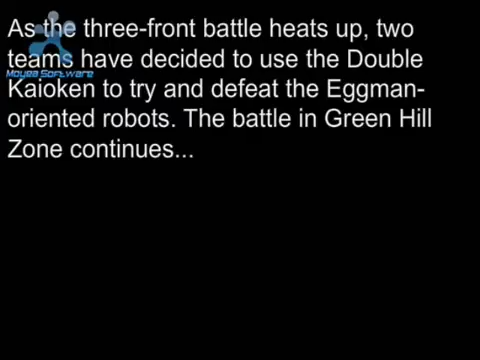 As the three-front battle heats up, two
teams have decided to use the Double
Moyea Software
Kaioken to try and defeat the Eggman-
oriented robots. The battle in Green Hill
Zone continues...